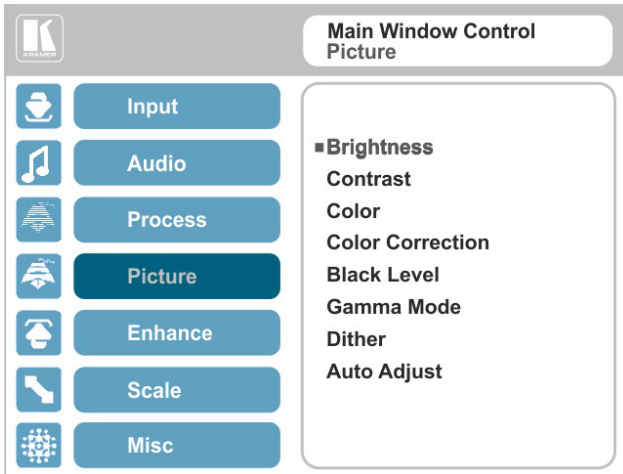 KRAMER
Main Window Control
Picture
Input
Audio
Process
Picture
Enhance
Scale
Misc
Brightness
Contrast
Color
Color Correction
Black Level
Gamma Mode
Dither
Auto Adjust